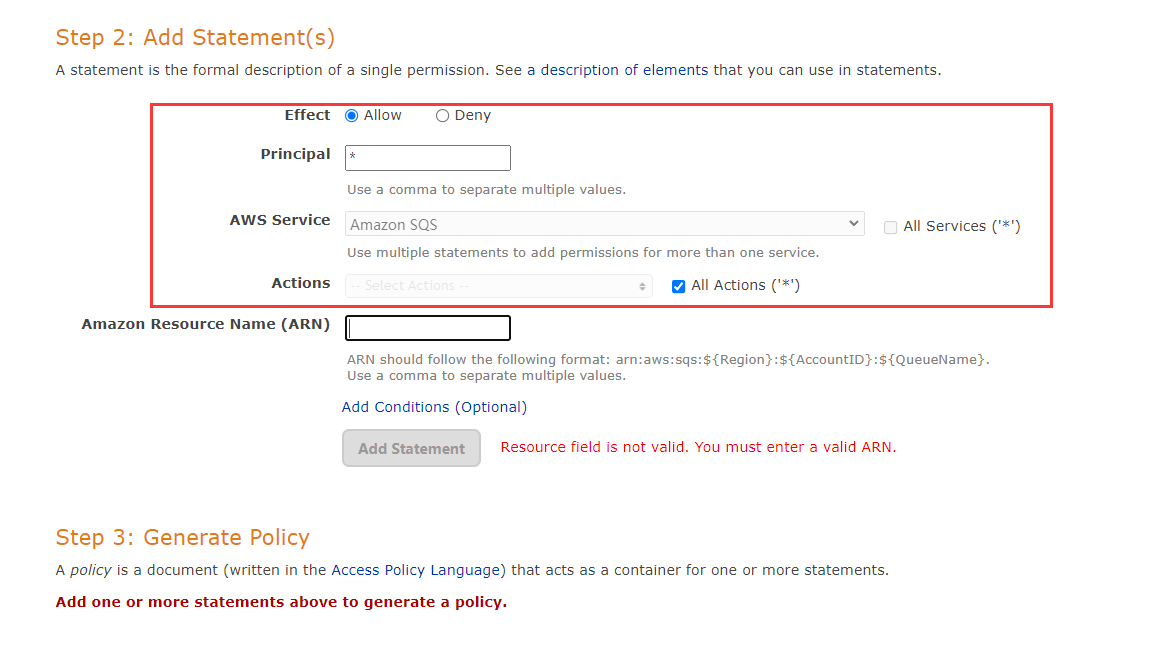 Step 2: Add Statement(s)
A statement is the formal description of a single permission. See a description of elements that you can use in statements.
Effect Allow Deny
Principal *
Use a comma to separate multiple values.
AWS Service Amazon SQS All Services ('*')
Use multiple statements to add permissions for more than one service.
Actions -- Select Actions -- All Actions ('*')
Amazon Resource Name (ARN)
ARN should follow the following format: arn:aws:sqs:${Region}:${AccountID}:${QueueName}.
Use a comma to separate multiple values.
Add Conditions (Optional)
Add Statement Resource field is not valid. You must enter a valid ARN.
Step 3: Generate Policy
A policy is a document (written in the Access Policy Language) that acts as a container for one or more statements.
Add one or more statements above to generate a policy.